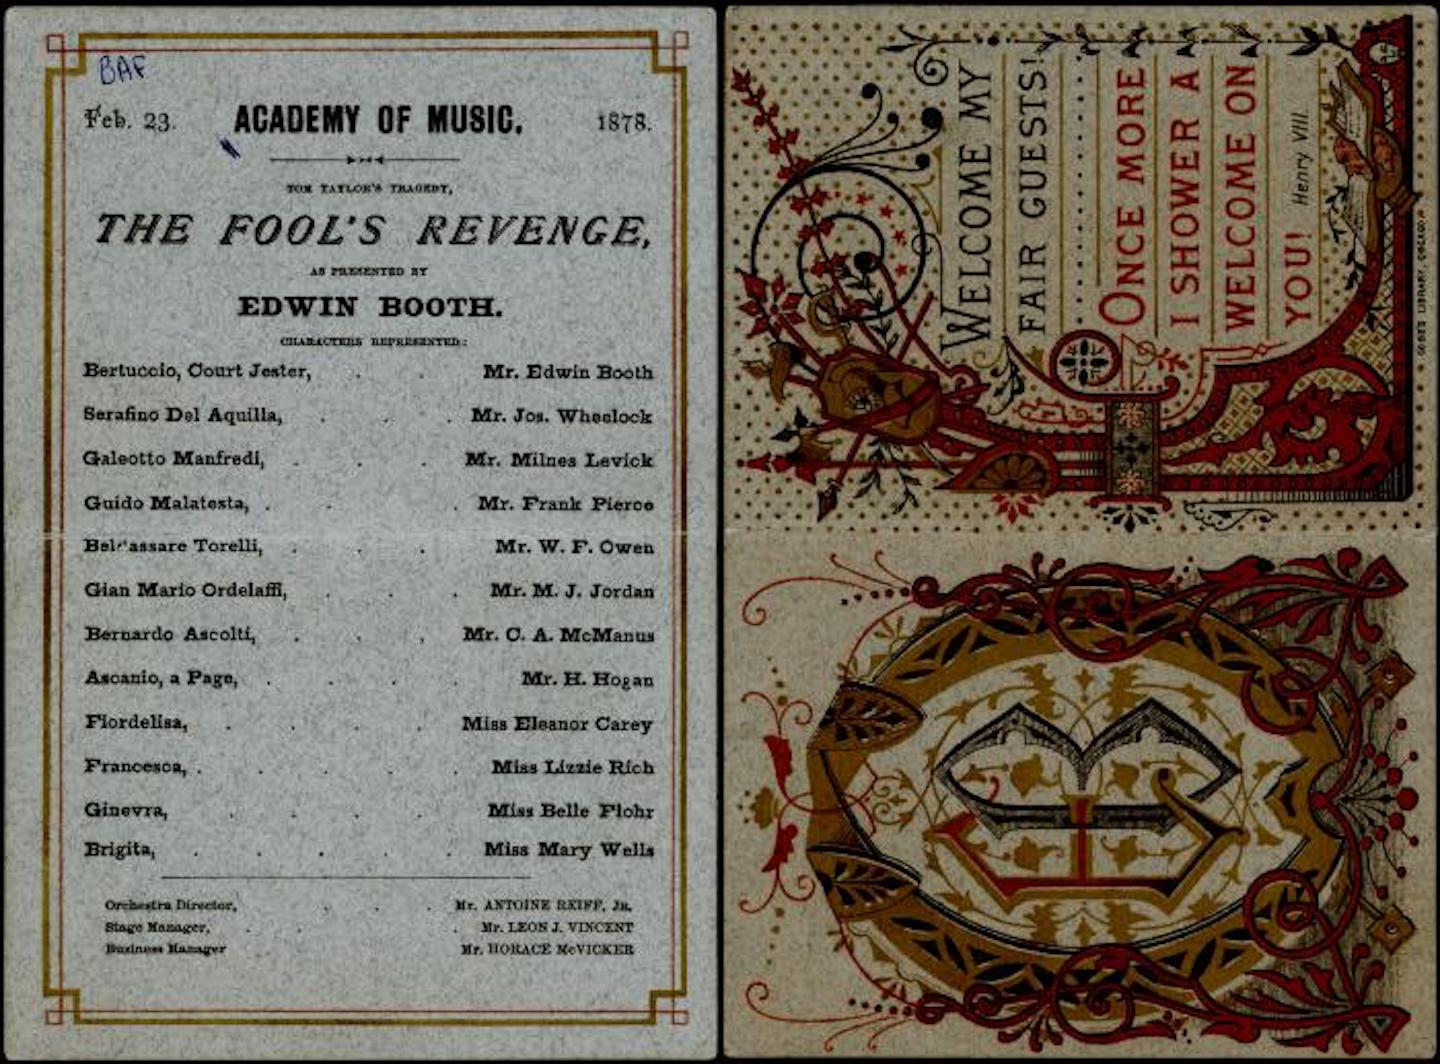 BAF
Feb. 23. ACADEMY OF MUSIC. 1878.
TOM TAYLOR'S TRAGEDY,
THE FOOL'S REVENGE,
AS PRESENTED BY
EDWIN BOOTH.
CHARACTERS REPRESENTED:
Bertuccio, Court Jester, . . Mr. Edwin Booth
Serafino Del Aquilla, . . . Mr. Jos. Wheelock
Galeotto Manfredi, . . . Mr. Milnes Levick
Guido Malatesta, . . . Mr. Frank Pierce
Baldassare Torelli, . . . Mr. W. F. Owen
Gian Mario Ordelaffi, . . . Mr. M. J. Jordan
Bernardo Ascolti, . . . Mr. C. A. McManus
Ascanio, a Page, . . . . Mr. H. Hogan
Fiordelisa, . . . . Miss Eleanor Carey
Francesca, . . . . . Miss Lizzie Rich
Ginevra, . . . . Miss Belle Flohr
Brigita, . . . . . Miss Mary Wells
Orchestra Director, . . . Mr. ANTOINE REIFF, JR.
Stage Manager, . . . Mr. LEON J. VINCENT
Business Manager Mr. HORACE McVICKER
WELCOME MY
FAIR GUESTS!
ONCE MORE
I SHOWER A
WELCOME ON
YOU! Henry VIII.